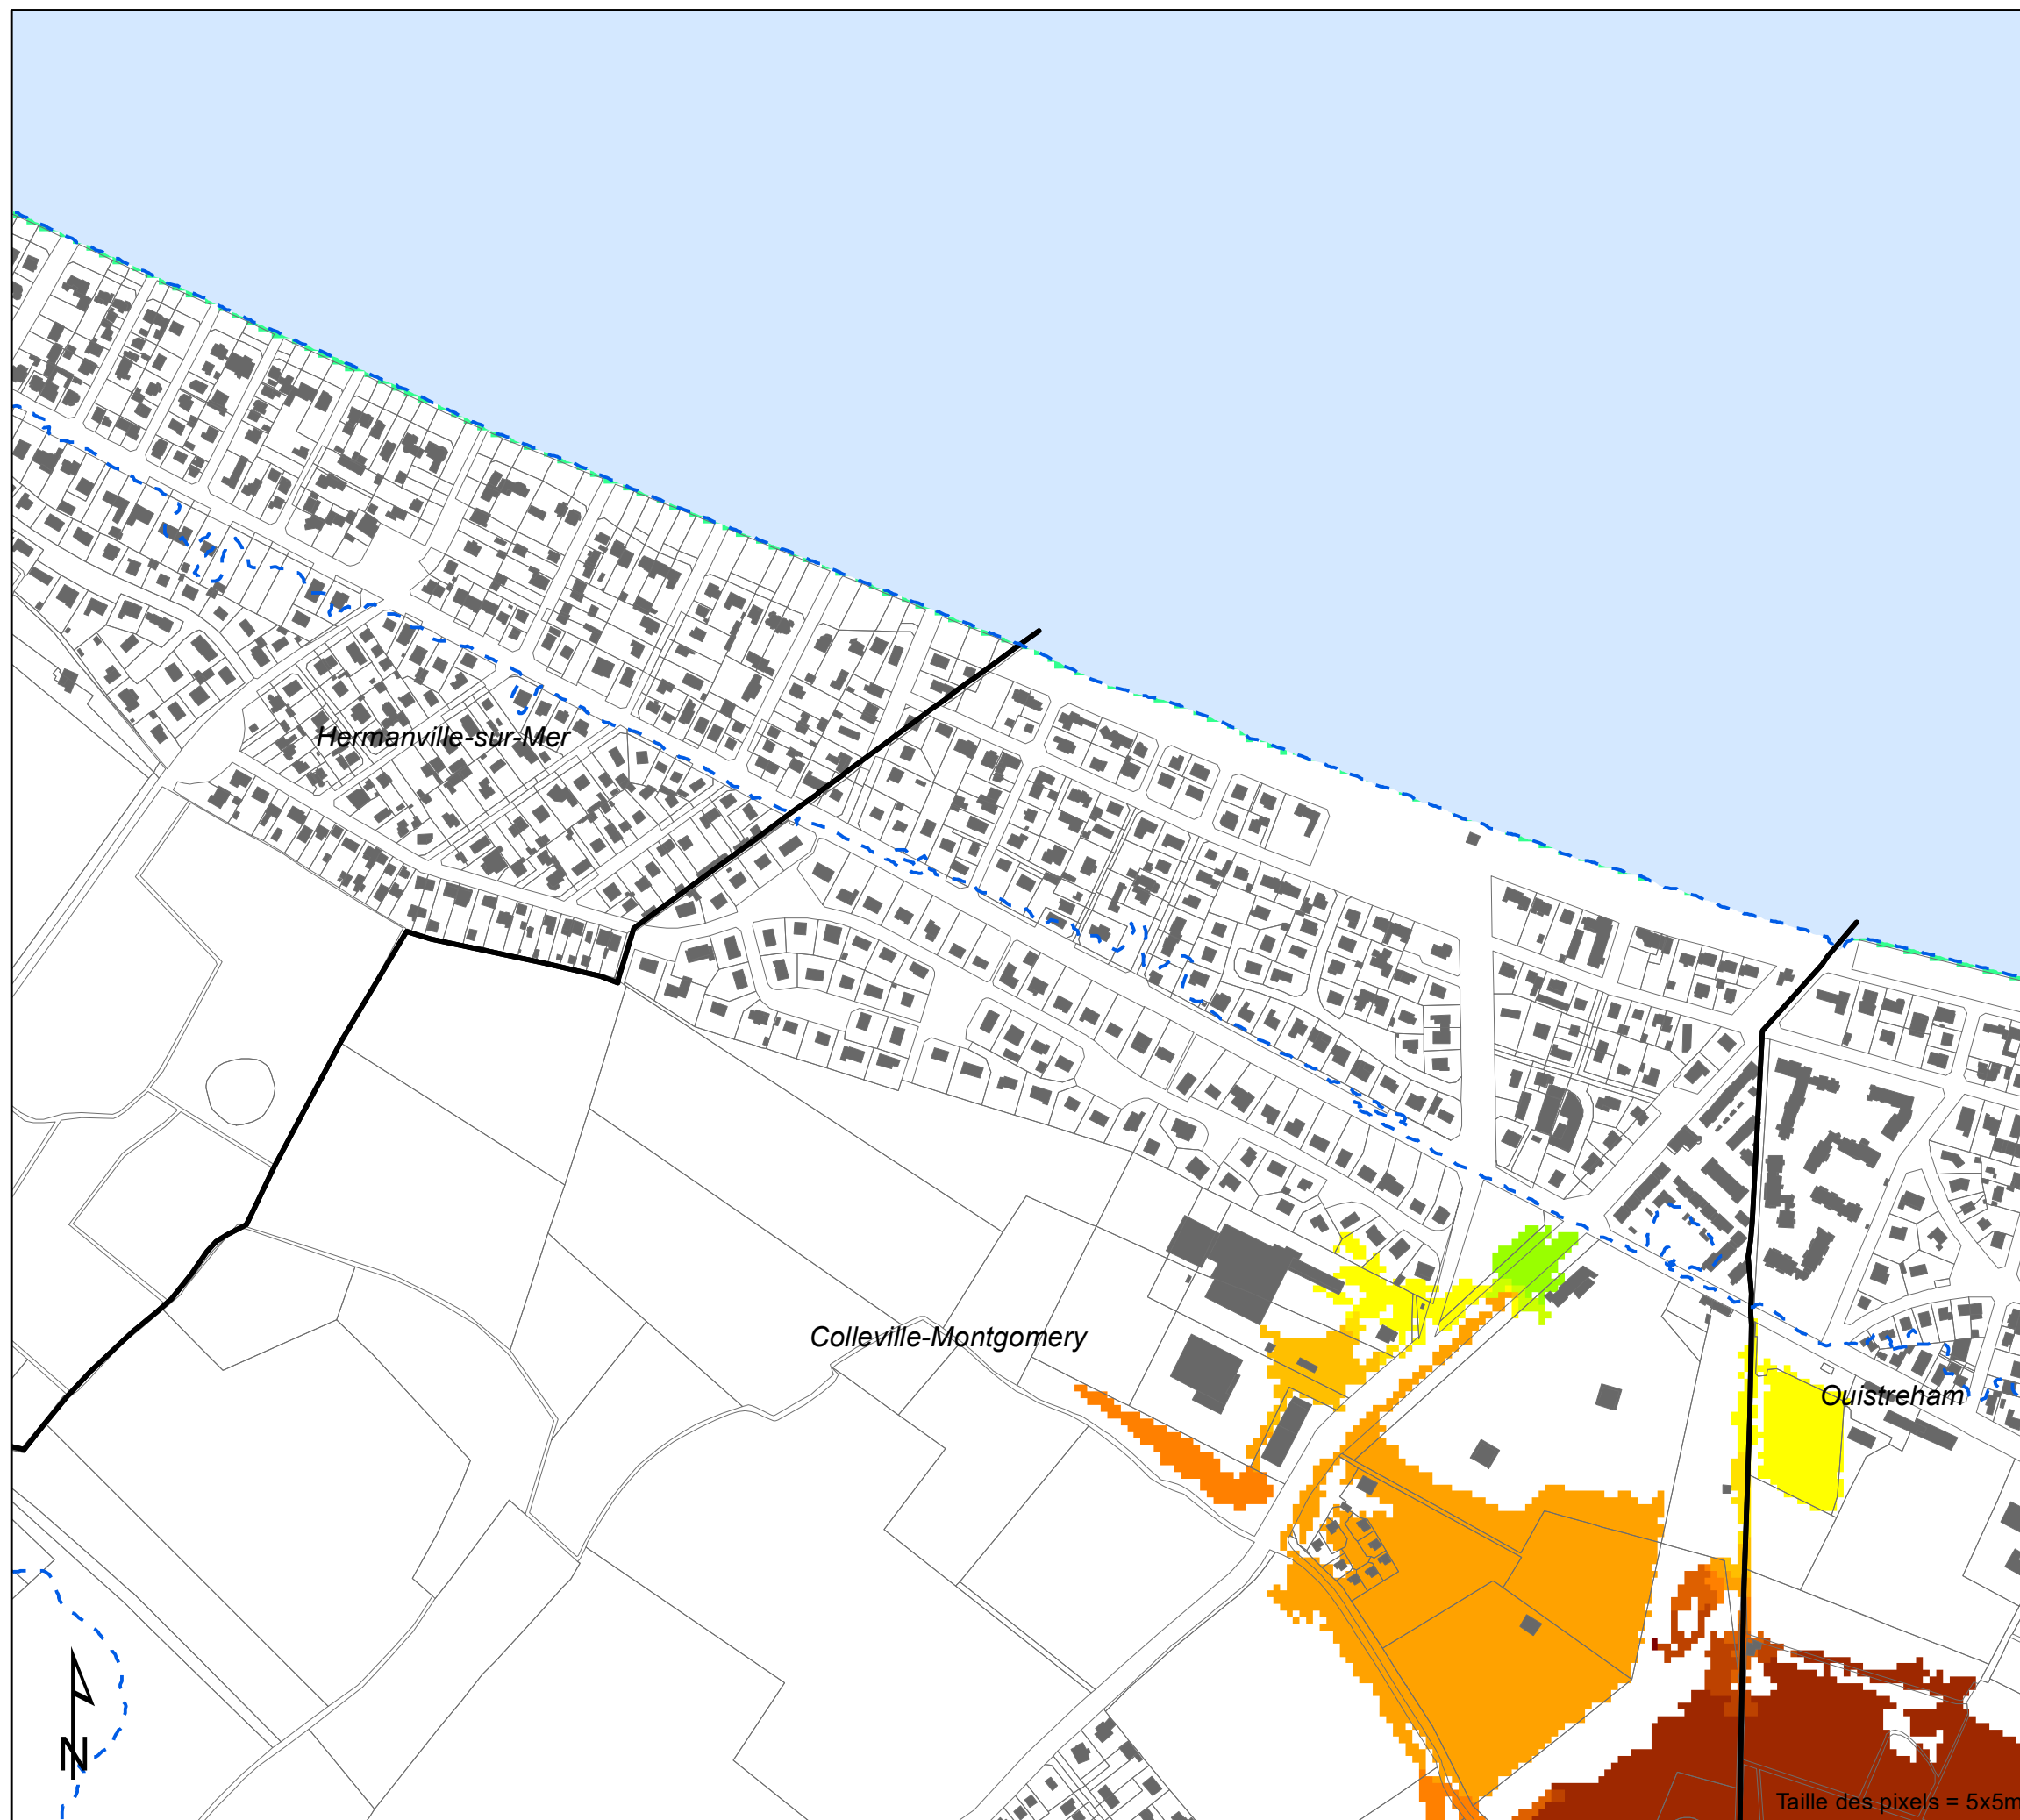 Hermanville-sur-Mer
Colleville-Montgomery
Ouistreham
N
Taille des pixels = 5x5m